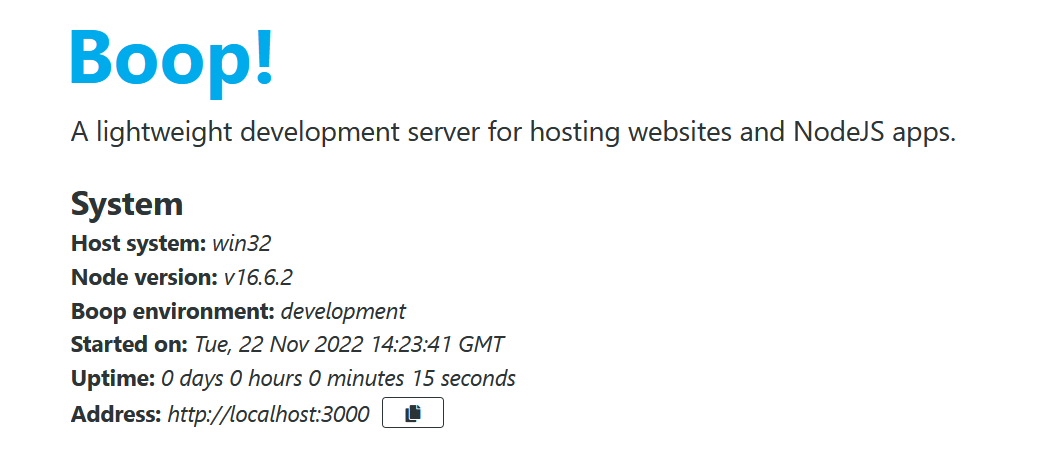 Boop!
A lightweight development server for hosting websites and NodeJS apps.
System
Host system: win32
Node version: v16.6.2
Boop environment: development
Started on: Tue, 22 Nov 2022 14:23:41 GMT
Uptime: 0 days 0 hours 0 minutes 15 seconds
Address: http://localhost:3000